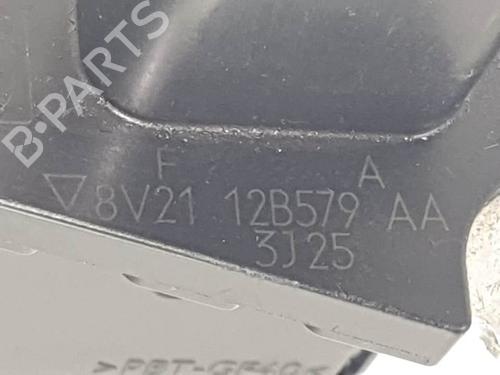 B-PARTS
F A
▽8V21 12B579 AA
3J25
>PBT-GF40<